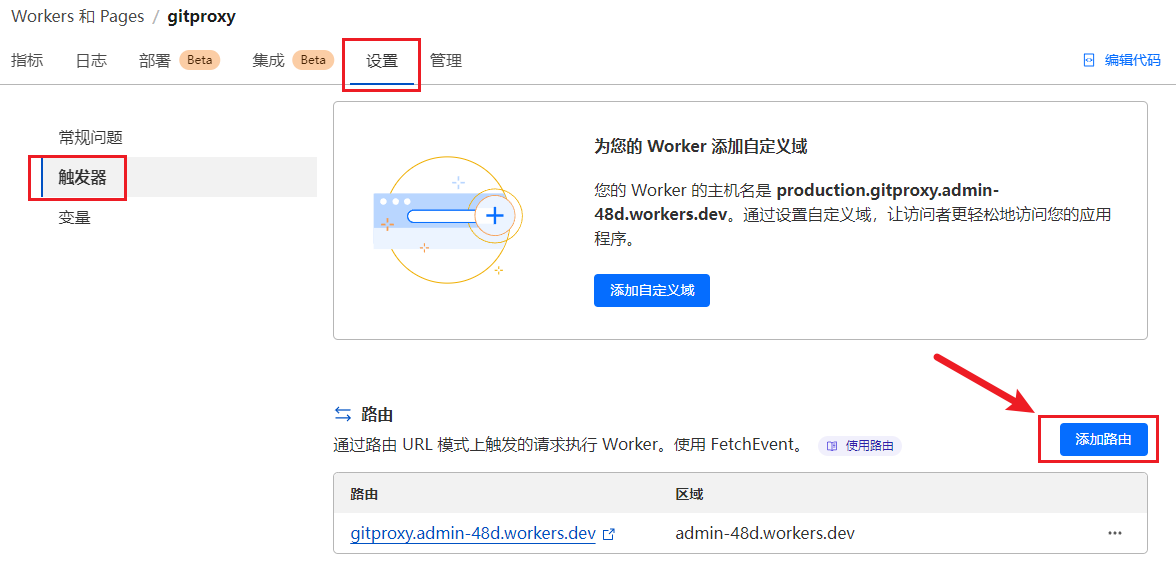 Workers 和 Pages / gitproxy
指标 日志 部署 Beta 集成 Beta 设置 管理 编辑代码
常规问题
触发器
变量
为您的 Worker 添加自定义域
您的 Worker 的主机名是 production.gitproxy.admin-
48d.workers.dev。通过设置自定义域，让访问者更轻松地访问您的应用
程序。
添加自定义域
路由
通过路由 URL 模式上触发的请求执行 Worker。使用 FetchEvent。 使用路由
添加路由
路由 区域
gitproxy.admin-48d.workers.dev admin-48d.workers.dev ···